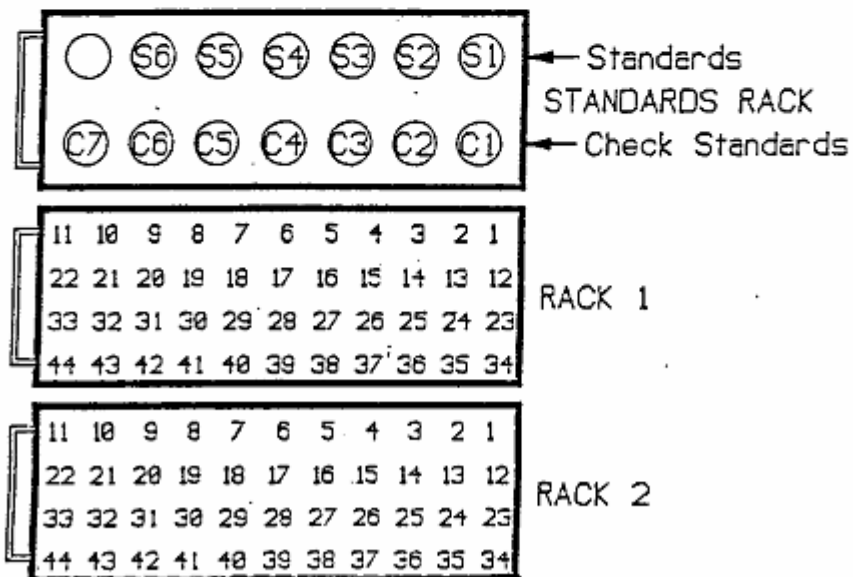 S6 S5 S4 S3 S2 S1 Standards
STANDARDS RACK
C7 C6 C5 C4 C3 C2 C1 Check Standards
11 10 9 8 7 6 5 4 3 2 1
22 21 20 19 18 17 16 15 14 13 12
RACK 1
33 32 31 30 29 28 27 26 25 24 23
44 43 42 41 40 39 38 37 36 35 34
11 10 9 8 7 6 5 4 3 2 1
22 21 20 19 18 17 16 15 14 13 12
RACK 2
33 32 31 30 29 28 27 26 25 24 23
44 43 42 41 40 39 38 37 36 35 34